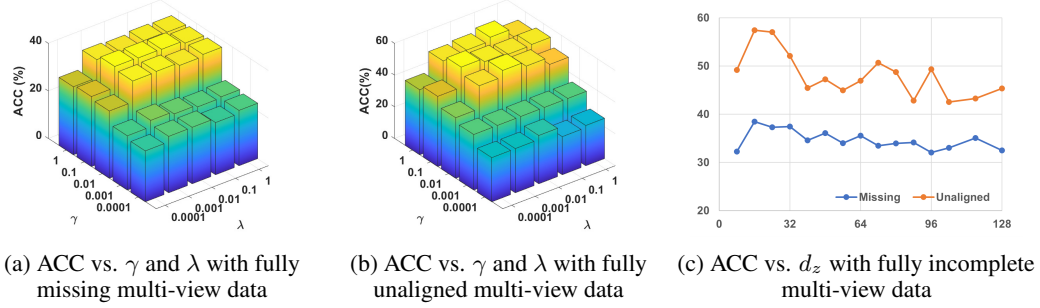 40
20
0
ACC (%)
1
0.1
0.01
0.001
0.0001
γ
1
0.1
0.01
0.001
0.0001
λ
(a) ACC vs. γ and λ with fully
missing multi-view data
60
40
20
0
ACC(%)
1
0.1
0.01
0.001
0.0001
γ
1
0.1
0.01
0.001
0.0001
λ
(b) ACC vs. γ and λ with fully
unaligned multi-view data
60
50
40
30
20
Missing Unaligned
0 32 64 96 128
(c) ACC vs. d_z with fully incomplete
multi-view data